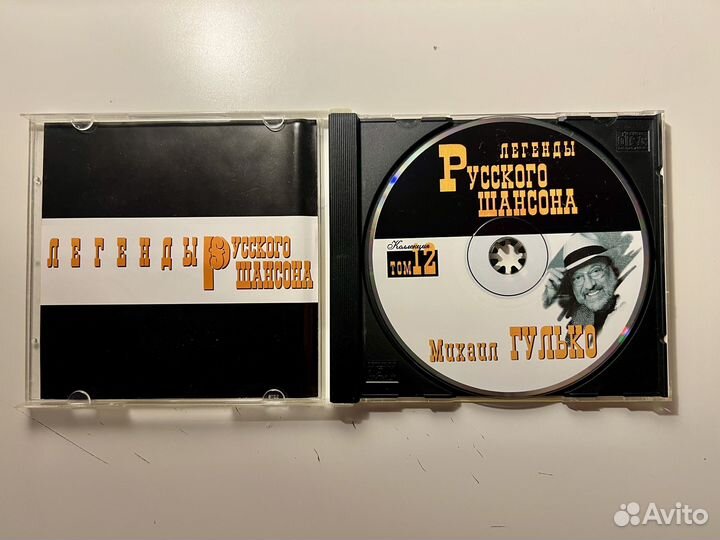 ЛЕГЕНДЫ РУССКОГО
ШАНСОНА
ЛЕГЕНДЫ
РУССКОГО
ШАНСОНА
Коллекция
ТОМ 12
Михаил ГУЛЬКО
Avito